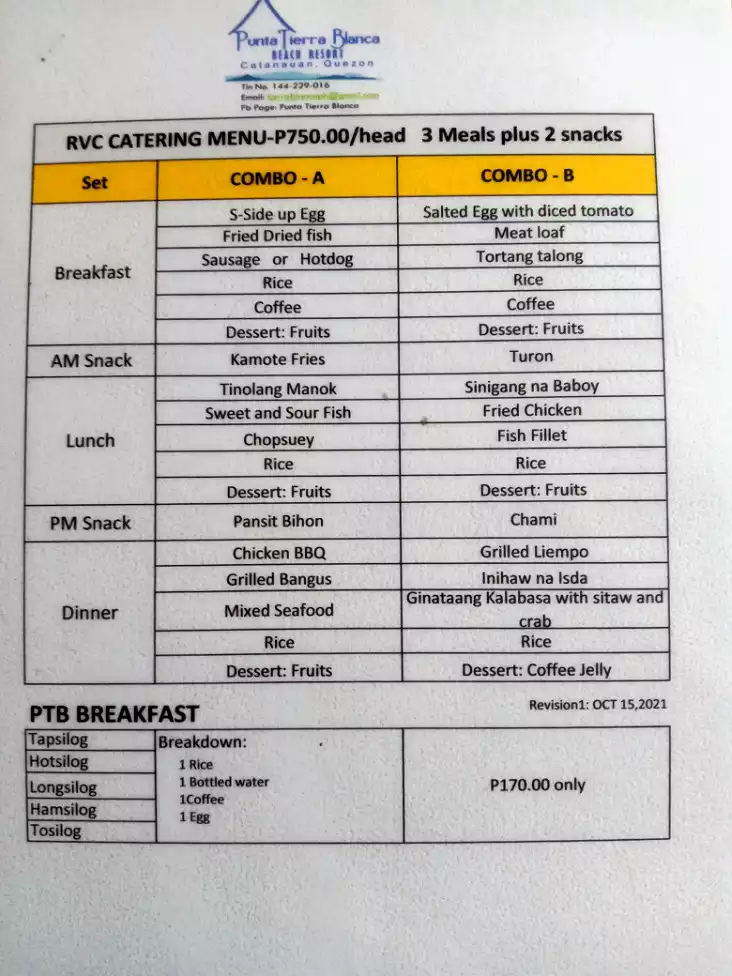 Punta Tierra Blanca
BEACH RESORT
Catanauan, Quezon
Tin No. 144-229-016
Email:
Fb Page: Punta Tierra Blanca
RVC CATERING MENU-P750.00/head 3 Meals plus 2 snacks
Set COMBO - A COMBO - B
Breakfast
S-Side up Egg Salted Egg with diced tomato
Fried Dried fish Meat loaf
Sausage or Hotdog Tortang talong
Rice Rice
Coffee Coffee
Dessert: Fruits Dessert: Fruits
AM Snack Kamote Fries Turon
Lunch
Tinolang Manok Sinigang na Baboy
Sweet and Sour Fish Fried Chicken
Chopsuey Fish Fillet
Rice Rice
Dessert: Fruits Dessert: Fruits
PM Snack Pansit Bihon Chami
Dinner
Chicken BBQ Grilled Liempo
Grilled Bangus Inihaw na Isda
Mixed Seafood Ginataang Kalabasa with sitaw and
crab
Rice Rice
Dessert: Fruits Dessert: Coffee Jelly
PTB BREAKFAST
Revision1: OCT 15,2021
Tapsilog
Hotsilog
Longsilog
Hamsilog
Tosilog
Breakdown:
1 Rice
1 Bottled water
1Coffee
1 Egg
P170.00 only